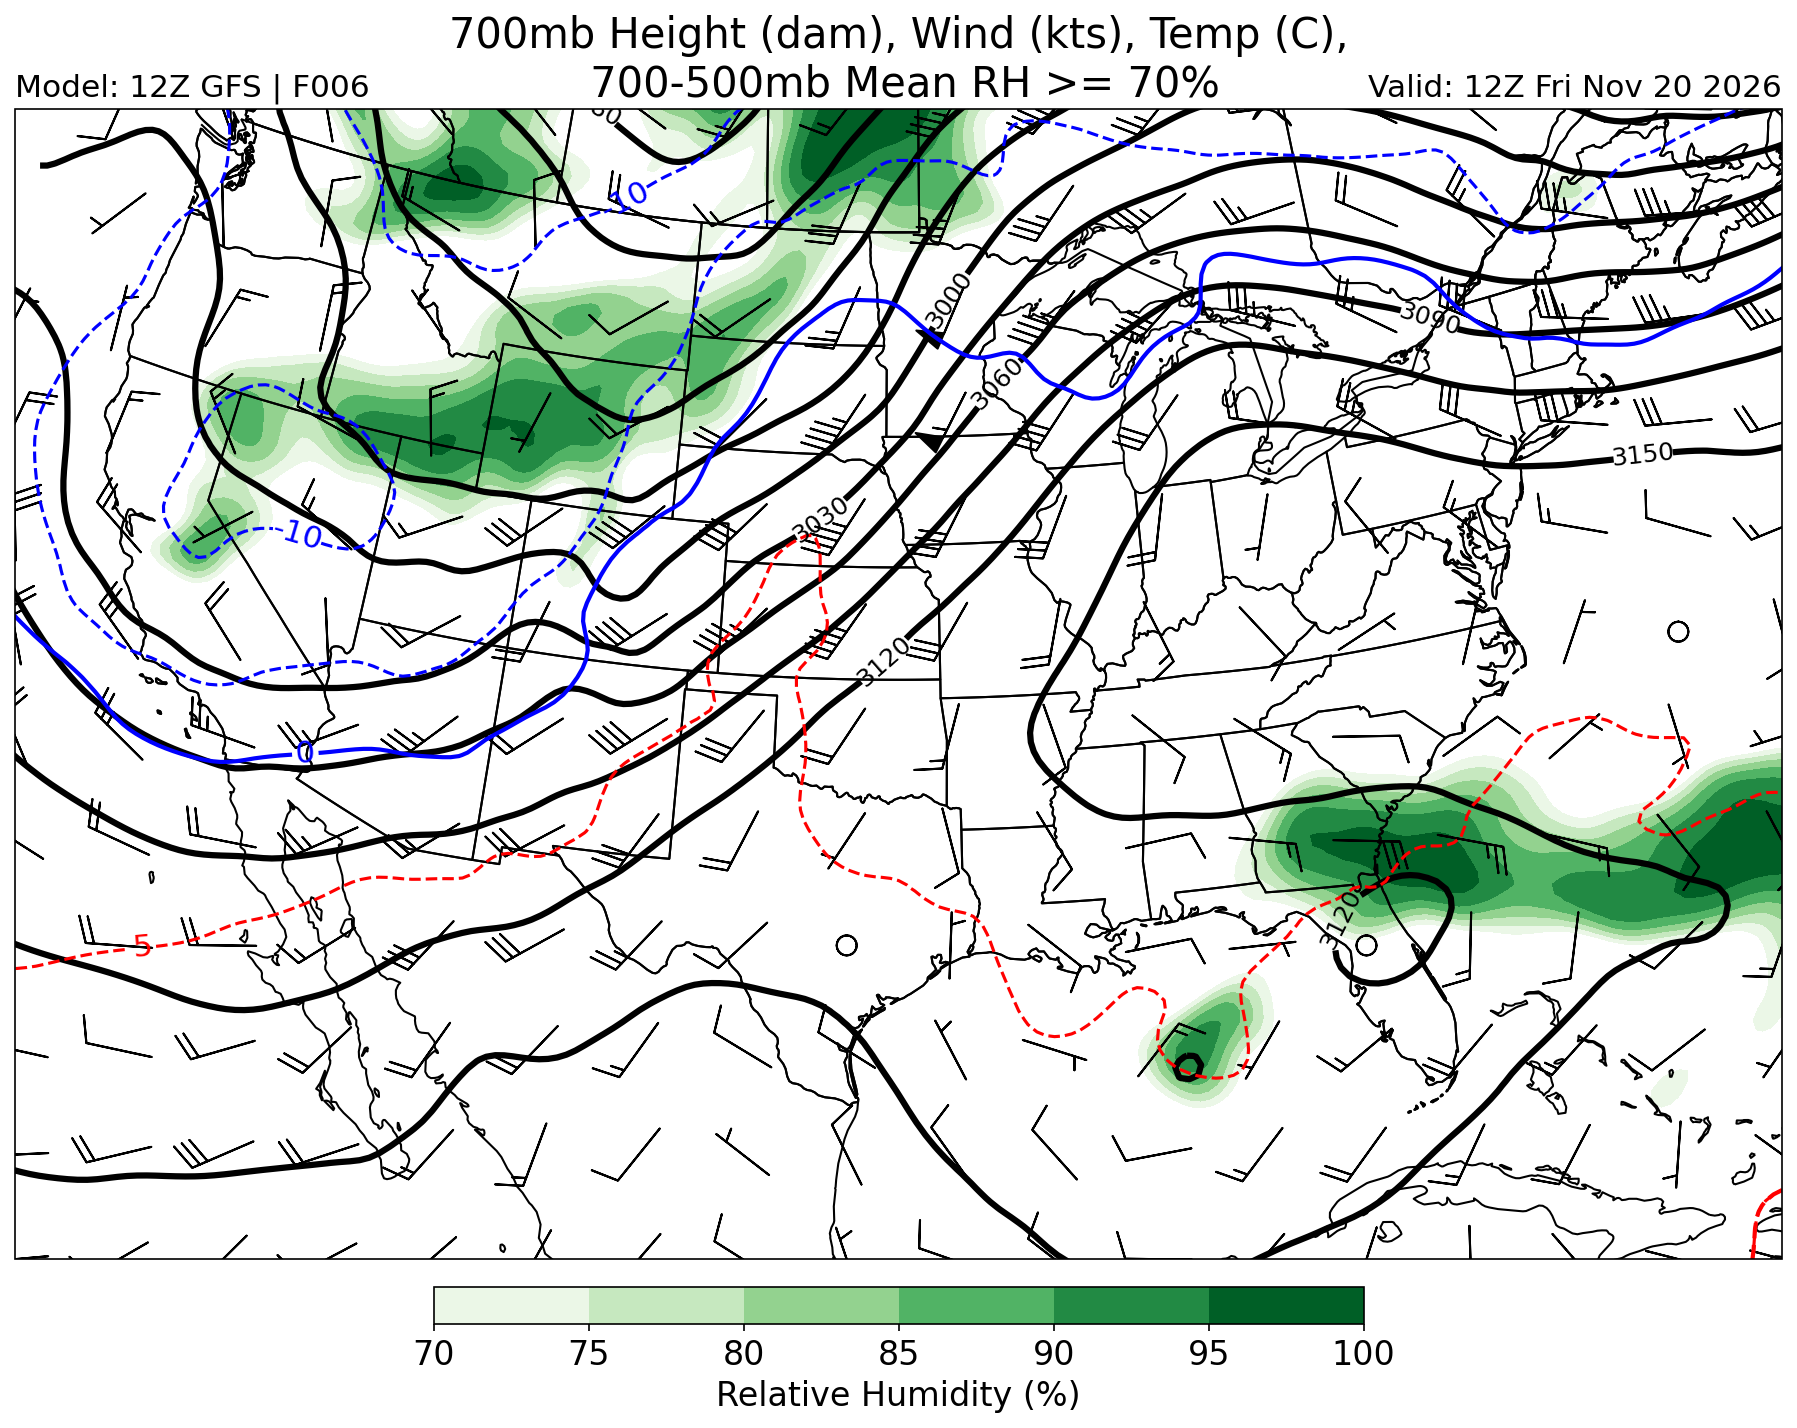 700mb Height (dam), Wind (kts), Temp (C),
700-500mb Mean RH >= 70%
Model: 12Z GFS | F006
Valid: 12Z Fri Nov 20 2026
-10
3000
3090
3060
3150
-10
3030
3120
0
3120
5
70 75 80 85 90 95 100
Relative Humidity (%)